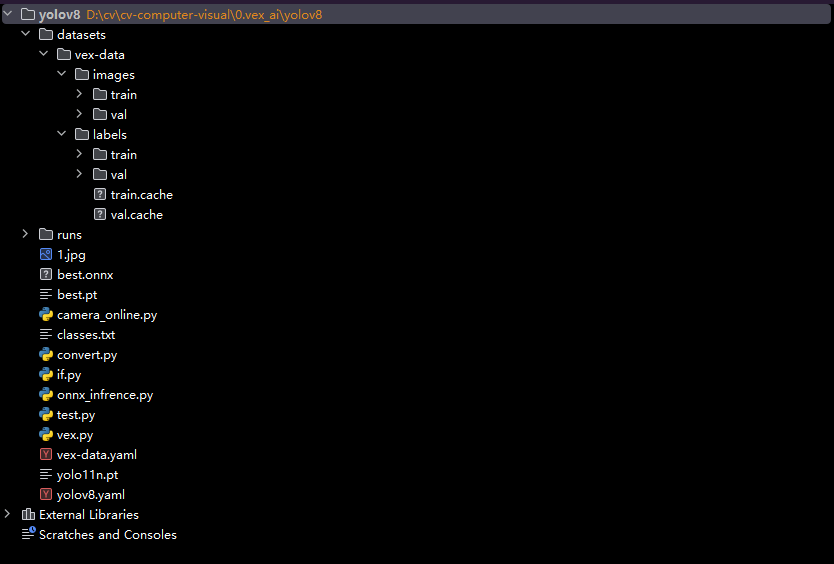 yolov8 D:\cv\cv-computer-visual\0.vex_ai\yolov8
datasets
vex-data
images
train
val
labels
train
val
train.cache
val.cache
runs
1.jpg
best.onnx
best.pt
camera_online.py
classes.txt
convert.py
if.py
onnx_infrence.py
test.py
vex.py
vex-data.yaml
yolo11n.pt
yolov8.yaml
External Libraries
Scratches and Consoles